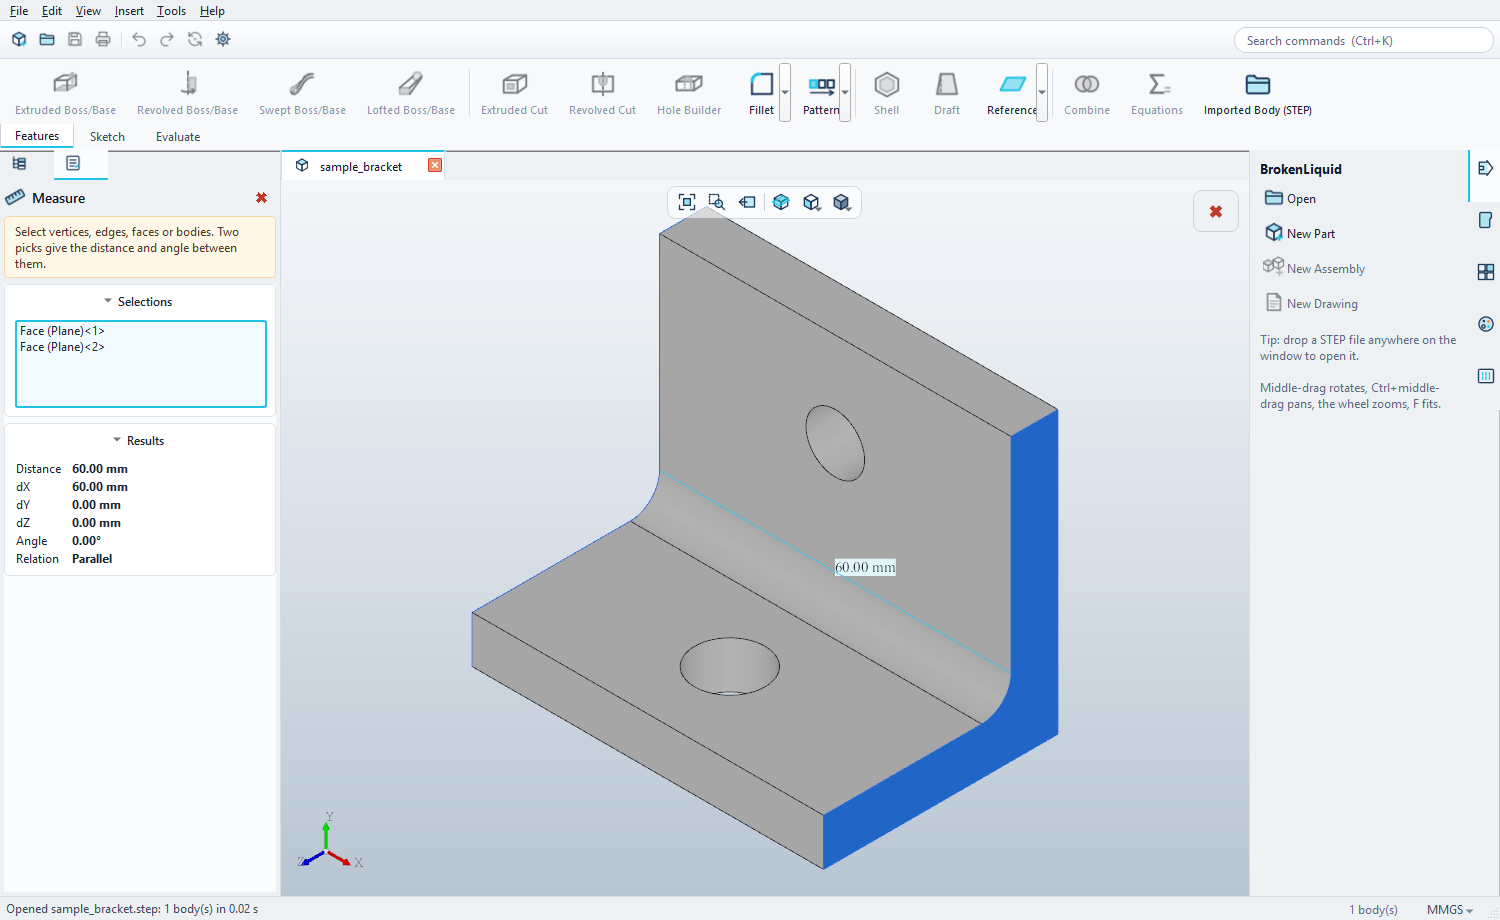 File Edit View Insert Tools Help
Search commands (Ctrl+K)
Extruded Boss/Base Revolved Boss/Base Swept Boss/Base Lofted Boss/Base Extruded Cut Revolved Cut Hole Builder Fillet Pattern Shell Draft Reference Combine Equations Imported Body (STEP)
Features Sketch Evaluate
sample_bracket
Measure
Select vertices, edges, faces or bodies. Two
picks give the distance and angle between
them.
Selections
Face (Plane)<1>
Face (Plane)<2>
Results
Distance 60.00 mm
dX 60.00 mm
dY 0.00 mm
dZ 0.00 mm
Angle 0.00°
Relation Parallel
60.00 mm
Y
Z X
BrokenLiquid
Open
New Part
New Assembly
New Drawing
Tip: drop a STEP file anywhere on the
window to open it.
Middle-drag rotates, Ctrl+middle-
drag pans, the wheel zooms, F fits.
Opened sample_bracket.step: 1 body(s) in 0.02 s
1 body(s) MMGS